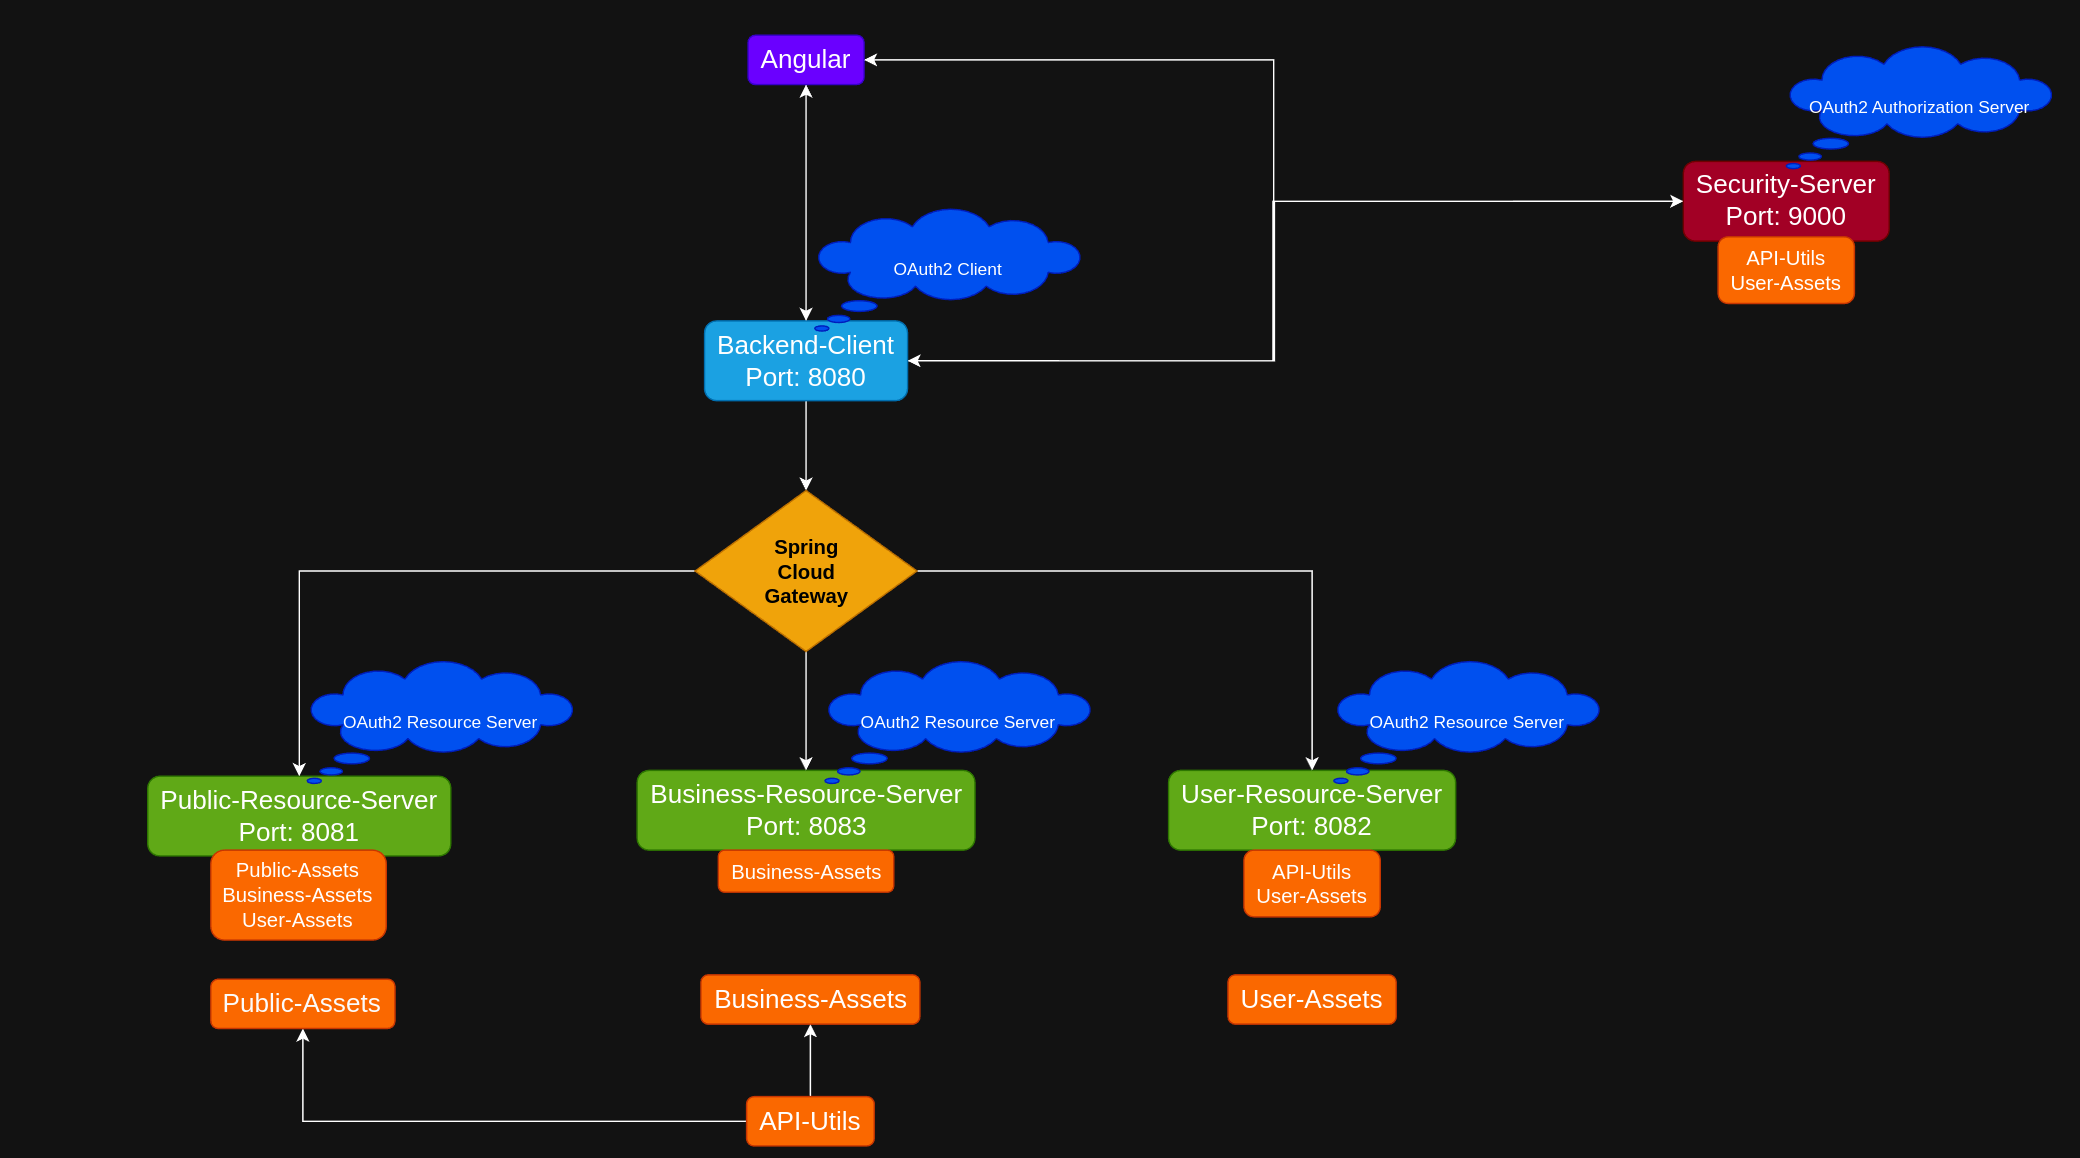 Angular
OAuth2 Authorization Server
Security-Server
Port: 9000
API-Utils
User-Assets
OAuth2 Client
Backend-Client
Port: 8080
Spring
Cloud
Gateway
OAuth2 Resource Server
Public-Resource-Server
Port: 8081
Public-Assets
Business-Assets
User-Assets
OAuth2 Resource Server
Business-Resource-Server
Port: 8083
Business-Assets
OAuth2 Resource Server
User-Resource-Server
Port: 8082
API-Utils
User-Assets
Public-Assets
Business-Assets
User-Assets
API-Utils